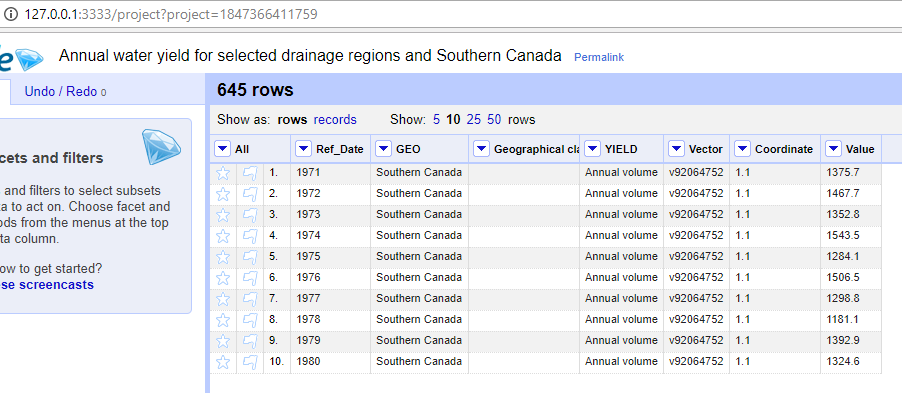 127.0.0.1:3333/project?project=1847366411759
e Annual water yield for selected drainage regions and Southern Canada Permalink
Undo / Redo 0
645 rows
Show as: rows records Show: 5 10 25 50 rows
All Ref_Date GEO Geographical cla YIELD Vector Coordinate Value
1. 1971 Southern Canada Annual volume v92064752 1.1 1375.7
2. 1972 Southern Canada Annual volume v92064752 1.1 1467.7
3. 1973 Southern Canada Annual volume v92064752 1.1 1352.8
4. 1974 Southern Canada Annual volume v92064752 1.1 1543.5
5. 1975 Southern Canada Annual volume v92064752 1.1 1284.1
6. 1976 Southern Canada Annual volume v92064752 1.1 1506.5
7. 1977 Southern Canada Annual volume v92064752 1.1 1298.8
8. 1978 Southern Canada Annual volume v92064752 1.1 1181.1
9. 1979 Southern Canada Annual volume v92064752 1.1 1392.9
10. 1980 Southern Canada Annual volume v92064752 1.1 1324.6
cets and filters
and filters to select subsets
ta to act on. Choose facet and
ods from the menus at the top
ta column.
ow to get started?
se screencasts